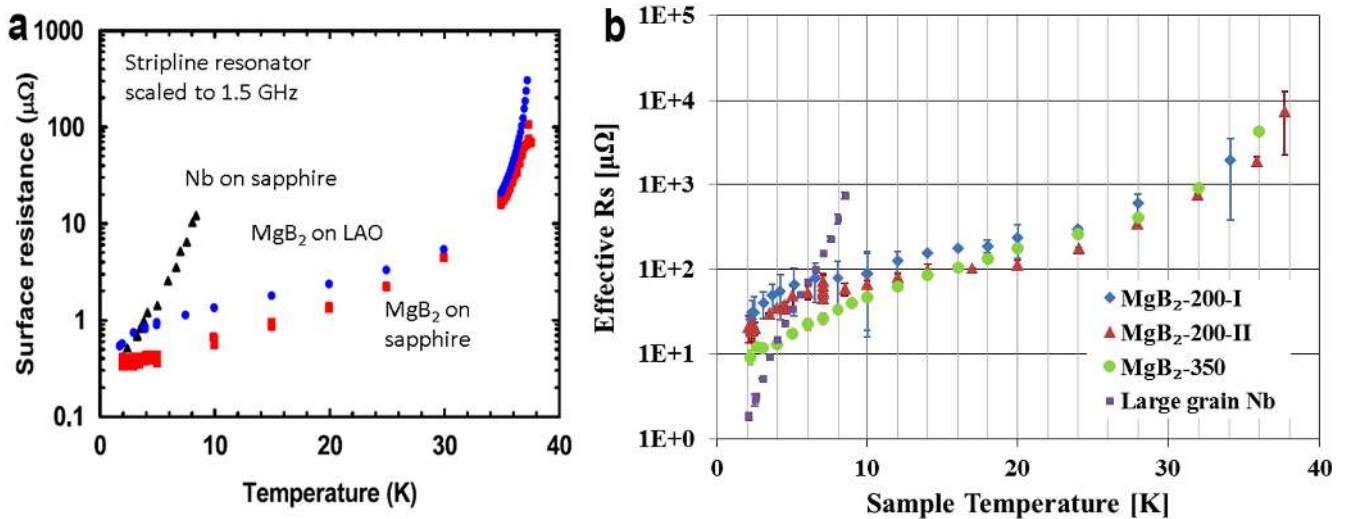 a
Surface resistance (μΩ)
1000
100
10
1
0.1
Stripline resonator
scaled to 1.5 GHz
Nb on sapphire
MgB₂ on LAO
MgB₂ on
sapphire
0 10 20 30 40
Temperature (K)
b
Effective Rs [μΩ]
1E+5
1E+4
1E+3
1E+2
1E+1
1E+0
MgB₂-200-I
MgB₂-200-II
MgB₂-350
Large grain Nb
0 10 20 30 40
Sample Temperature [K]